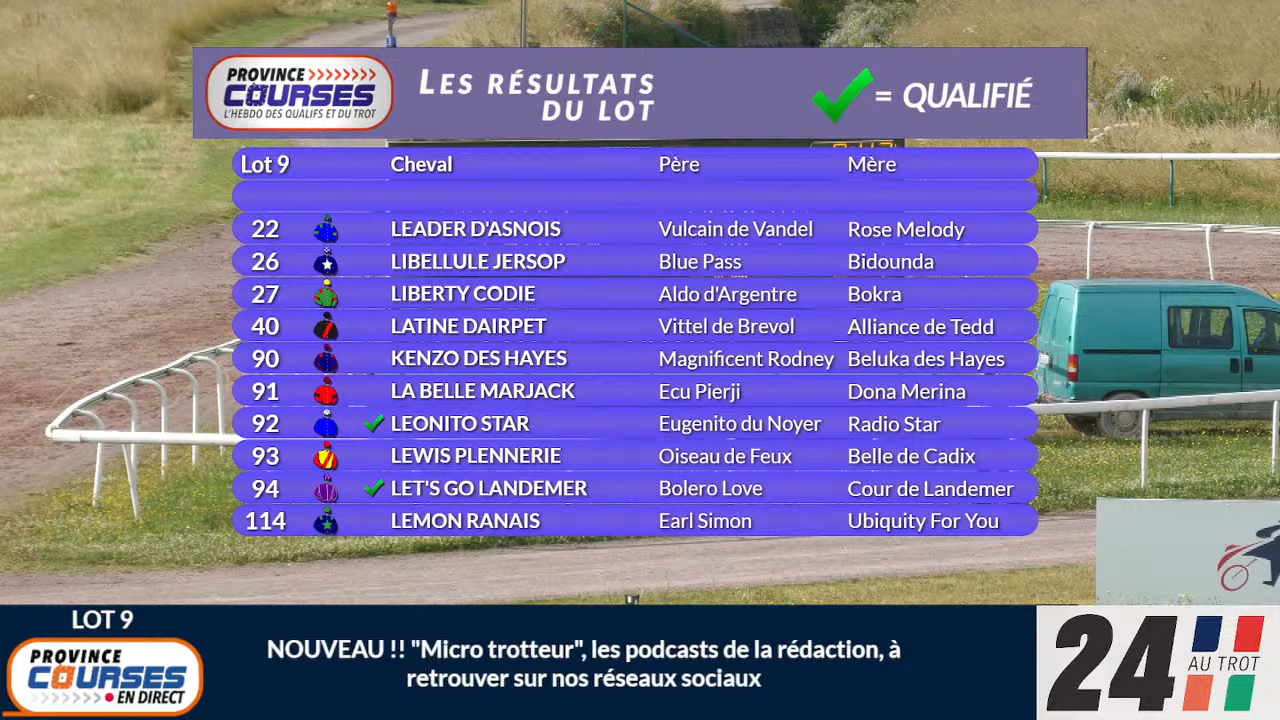 PROVINCE
COURSES
L'HEBDO DES QUALIFS ET DU TROT
LES RÉSULTATS
DU LOT
= QUALIFIÉ
Lot 9 Cheval Père Mère
22 LEADER D'ASNOIS Vulcain de Vandel Rose Melody
26 LIBELLULE JERSOP Blue Pass Bidounda
27 LIBERTY CODIE Aldo d'Argentre Bokra
40 LATINE DAIRPET Vittel de Brevol Alliance de Tedd
90 KENZO DES HAYES Magnificent Rodney Beluka des Hayes
91 LA BELLE MARJACK Ecu Pierji Dona Merina
92 LEONITO STAR Eugenito du Noyer Radio Star
93 LEWIS PLENNERIE Oiseau de Feux Belle de Cadix
94 LET'S GO LANDEMER Bolero Love Cour de Landemer
114 LEMON RANAIS Earl Simon Ubiquity For You
LOT 9
PROVINCE
COURSES
EN DIRECT
NOUVEAU !! "Micro trotteur", les podcasts de la rédaction, à
retrouver sur nos réseaux sociaux
24
AU TROT